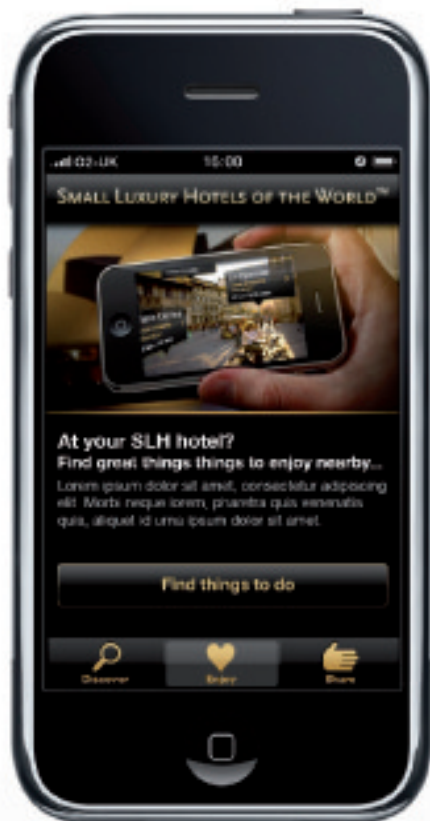 O2-UK 15:00
SMALL LUXURY HOTELS OF THE WORLD™
At your SLH hotel?
Find great things things to enjoy nearby...
Lorem ipsum dolor sit amet, consectetur adipiscing
elit. Morbi neque lorem, pharetra quis venenatis
quis, aliquet id urna ipsum dolor sit amet.
Find things to do
Discover Enjoy Share